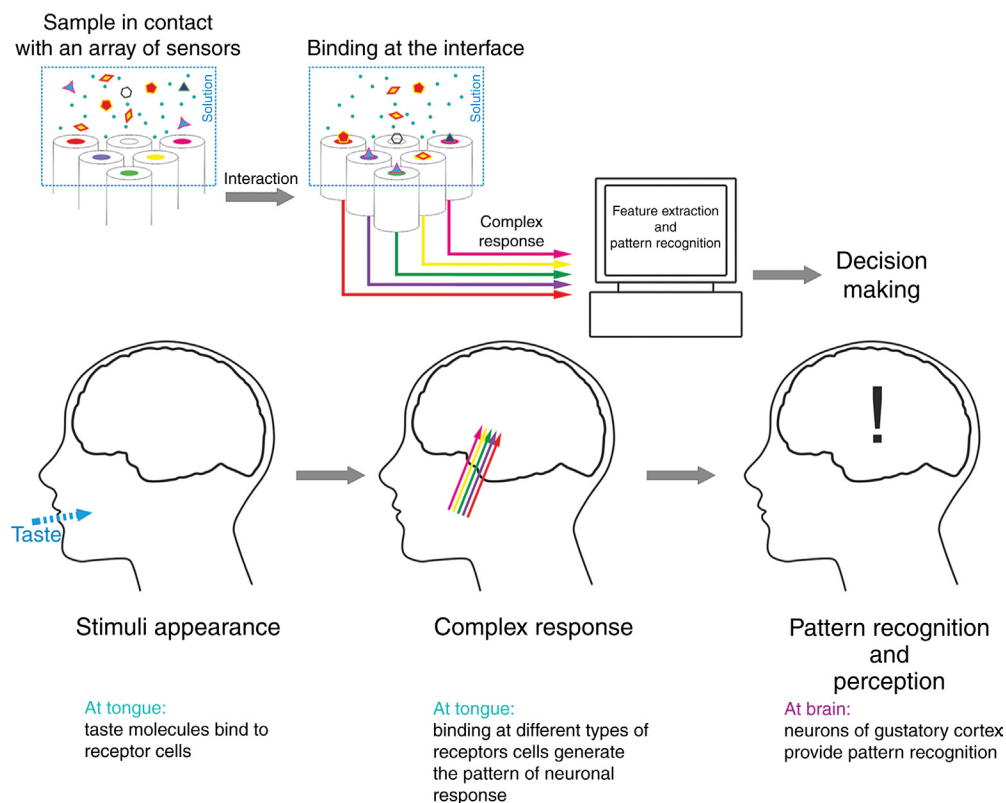 Sample in contact
with an array of sensors
Solution
Interaction
Binding at the interface
Solution
Complex
response
Feature extraction
and
pattern recognition
Decision
making
Taste
Stimuli appearance
At tongue:
taste molecules bind to
receptor cells
Complex response
At tongue:
binding at different types of
receptors cells generate
the pattern of neuronal
response
!
Pattern recognition
and
perception
At brain:
neurons of gustatory cortex
provide pattern recognition